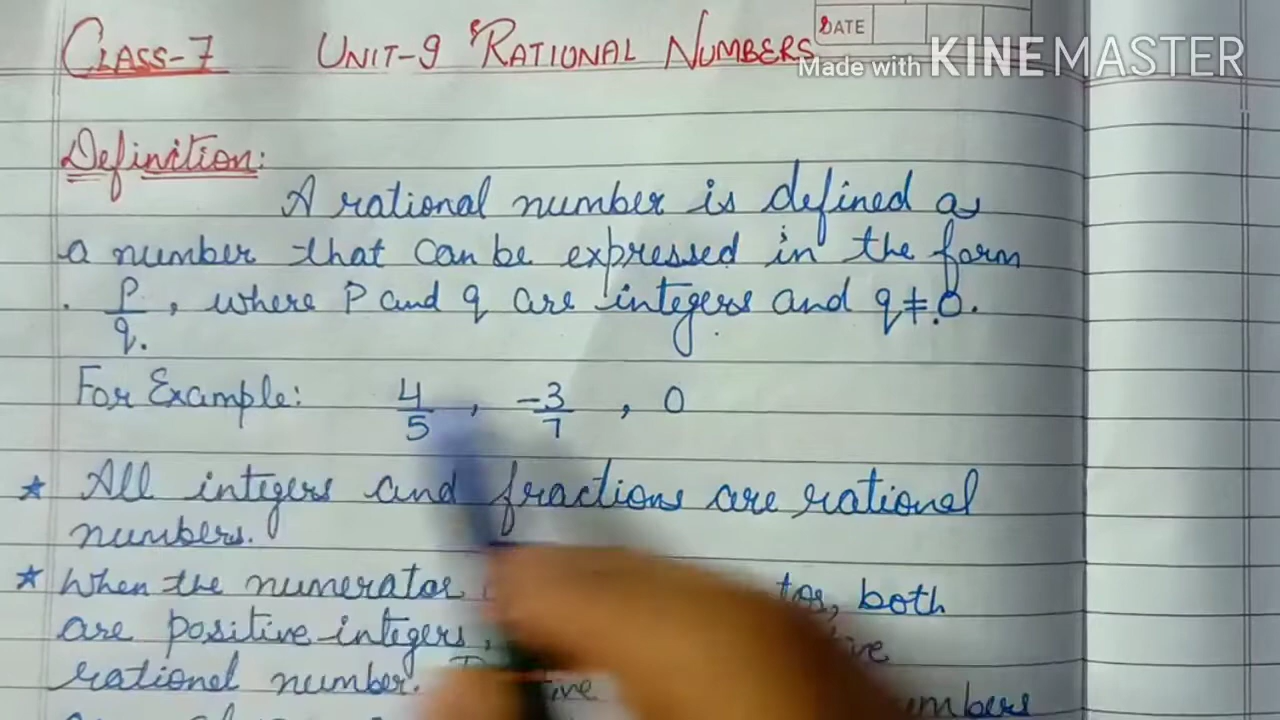 CLASS-7 UNIT-9 "RATIONAL NUMBERS
DATE
Made with KINEMASTER
Definition:
A rational number is defined as
a number that can be expressed in the form
p/q, where P and q are integers and q≠0.
For Example: 4/5, -3/7, 0
★ All integers and fractions are rational
numbers.
★ When the numerator both
are positive integers,
rational number.